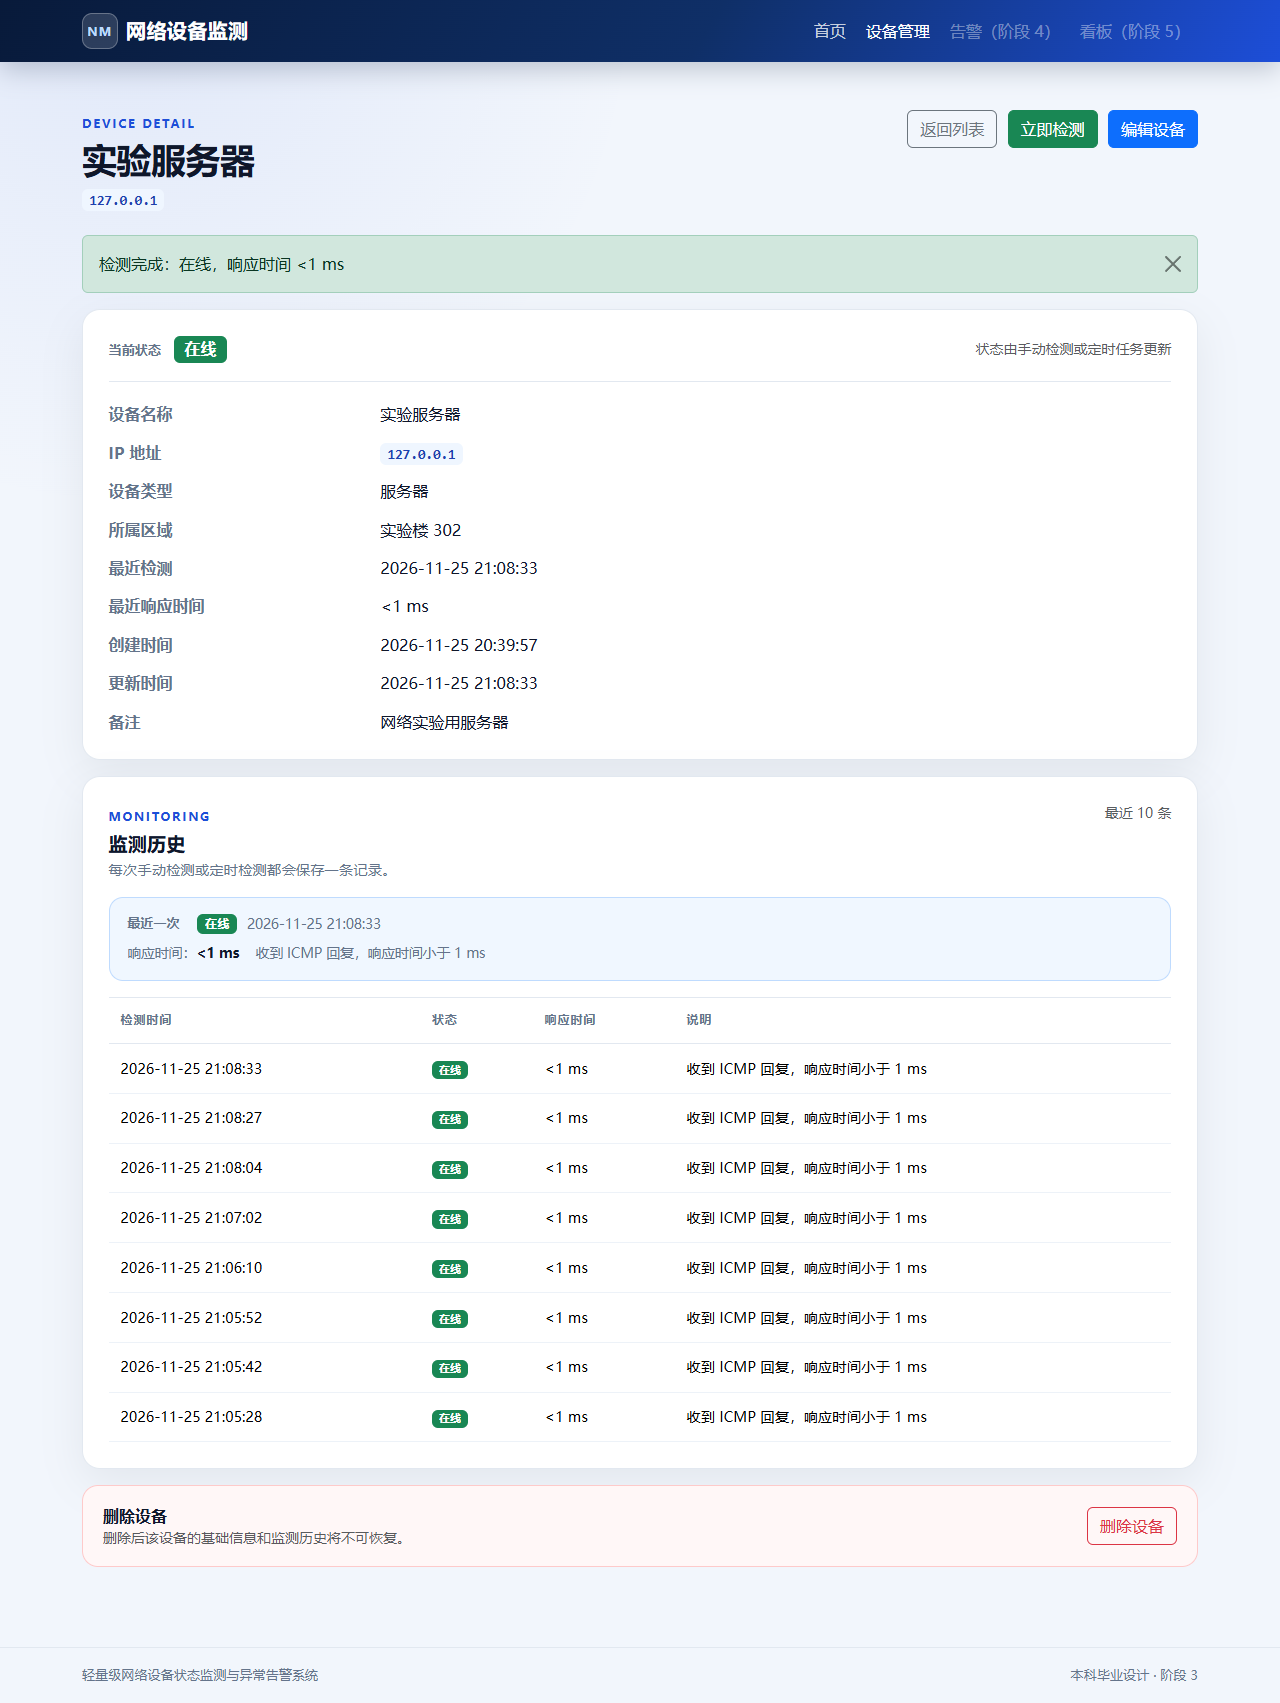 NM 网络设备监测 首页 设备管理 告警（阶段 4） 看板（阶段 5）
DEVICE DETAIL
实验服务器
127.0.0.1
返回列表 立即检测 编辑设备
检测完成：在线，响应时间 <1 ms
当前状态 在线 状态由手动检测或定时任务更新
设备名称 实验服务器
IP 地址 127.0.0.1
设备类型 服务器
所属区域 实验楼 302
最近检测 2026-11-25 21:08:33
最近响应时间 <1 ms
创建时间 2026-11-25 20:39:57
更新时间 2026-11-25 21:08:33
备注 网络实验用服务器
MONITORING
监测历史
每次手动检测或定时检测都会保存一条记录。
最近 10 条
最近一次 在线 2026-11-25 21:08:33
响应时间：<1 ms 收到 ICMP 回复，响应时间小于 1 ms
检测时间 状态 响应时间 说明
2026-11-25 21:08:33 在线 <1 ms 收到 ICMP 回复，响应时间小于 1 ms
2026-11-25 21:08:27 在线 <1 ms 收到 ICMP 回复，响应时间小于 1 ms
2026-11-25 21:08:04 在线 <1 ms 收到 ICMP 回复，响应时间小于 1 ms
2026-11-25 21:07:02 在线 <1 ms 收到 ICMP 回复，响应时间小于 1 ms
2026-11-25 21:06:10 在线 <1 ms 收到 ICMP 回复，响应时间小于 1 ms
2026-11-25 21:05:52 在线 <1 ms 收到 ICMP 回复，响应时间小于 1 ms
2026-11-25 21:05:42 在线 <1 ms 收到 ICMP 回复，响应时间小于 1 ms
2026-11-25 21:05:28 在线 <1 ms 收到 ICMP 回复，响应时间小于 1 ms
删除设备
删除后该设备的基础信息和监测历史将不可恢复。
删除设备
轻量级网络设备状态监测与异常告警系统 本科毕业设计 · 阶段 3